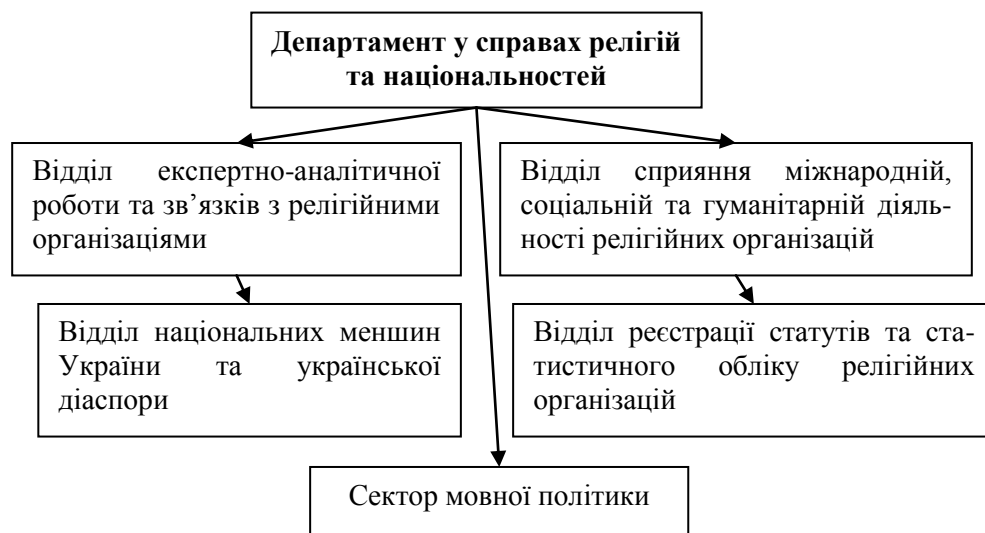 Департамент у справах релігій
та національностей
Відділ експертно-аналітичної
роботи та зв’язків з релігійними
організаціями
Відділ сприяння міжнародній,
соціальній та гуманітарній діяль-
ності релігійних організацій
Відділ національних меншин
України та української
діаспори
Відділ реєстрації статутів та ста-
тистичного обліку релігійних
організацій
Сектор мовної політики